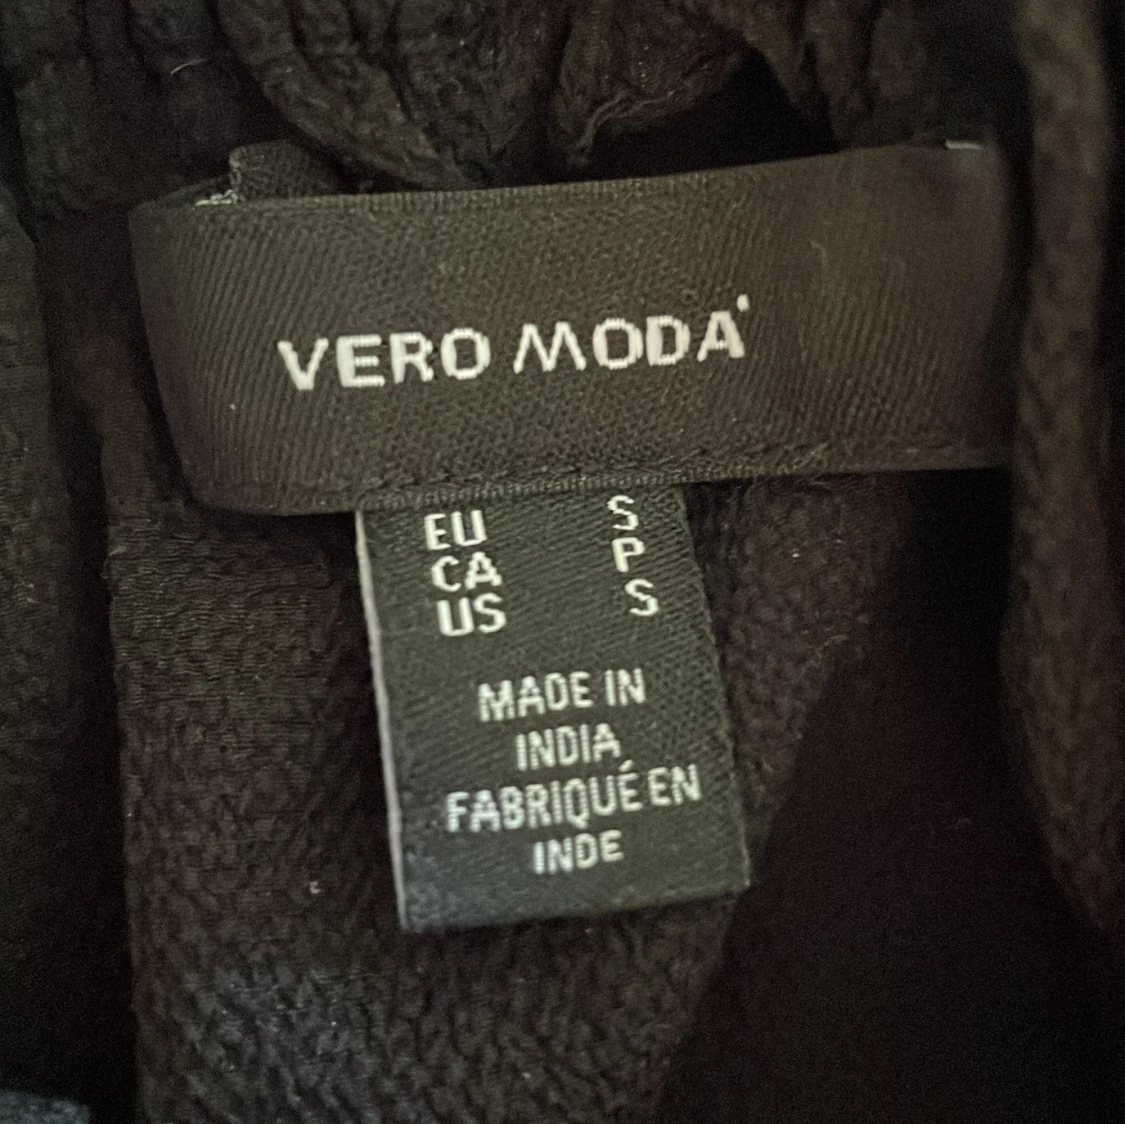 VERO MODA
EU S
CA P
US S
MADE IN
INDIA
FABRIQUÉ EN
INDE